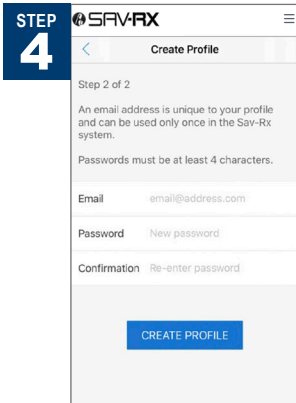 STEP
4
SAV-RX
Create Profile
Step 2 of 2
An email address is unique to your profile
and can be used only once in the Sav-Rx
system.
Passwords must be at least 4 characters.
Email email@address.com
Password New password
Confirmation Re-enter password
CREATE PROFILE